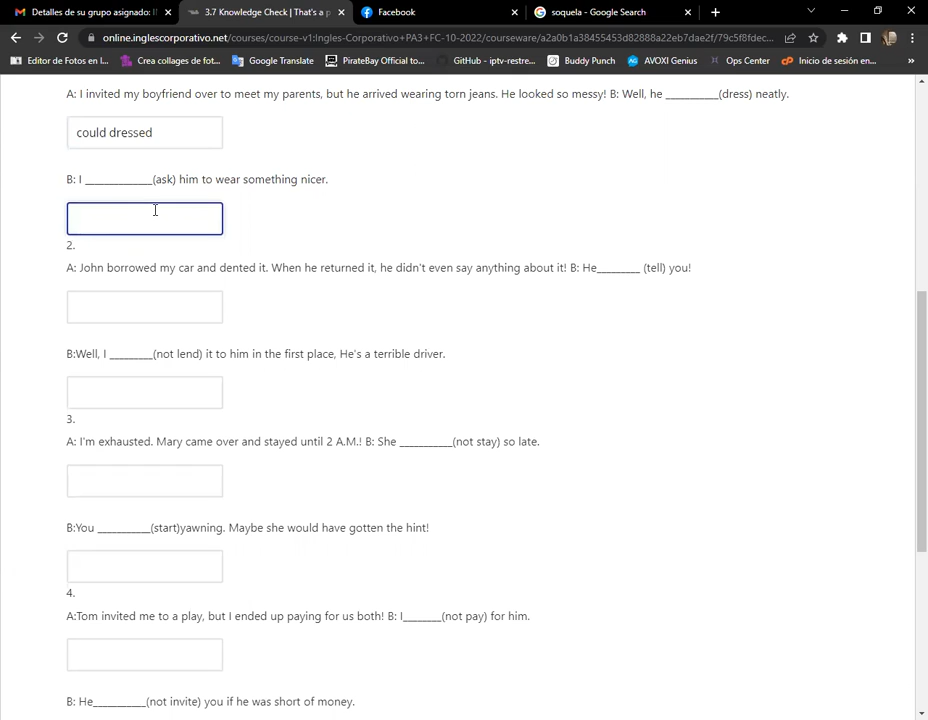 Detalles de su grupo asignado: IN
3.7 Knowledge Check | That's a p
Facebook
soquela - Google Search
online.inglescorporativo.net/courses/course-v1:Ingles-Corporativo+PA3+FC-10-2022/courseware/a2a0b1a38455453d82888a22eb7dae2f/79c5f8fdec...
Editor de Fotos en l...
Crea collages de fot...
Google Translate
PirateBay Official to...
GitHub - iptv-restre...
Buddy Punch
AVOXI Genius
Ops Center
Inicio de sesión en...
A: I invited my boyfriend over to meet my parents, but he arrived wearing torn jeans. He looked so messy! B: Well, he ___________(dress) neatly.
could dressed
B: I ______________(ask) him to wear something nicer.
2.
A: John borrowed my car and dented it. When he returned it, he didn't even say anything about it! B: He_________ (tell) you!
B:Well, I _________(not lend) it to him in the first place, He's a terrible driver.
3.
A: I'm exhausted. Mary came over and stayed until 2 A.M.! B: She ___________(not stay) so late.
B:You ___________(start)yawning. Maybe she would have gotten the hint!
4.
A:Tom invited me to a play, but I ended up paying for us both! B: I________(not pay) for him.
B: He___________(not invite) you if he was short of money.